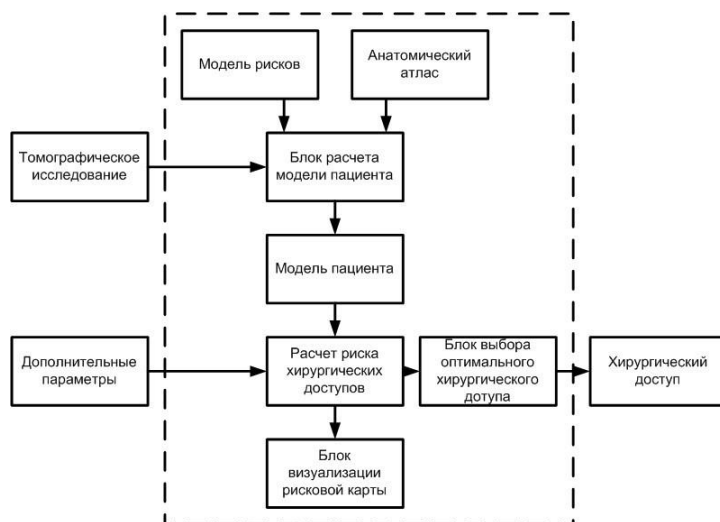 Модель рисков
Анатомический
атлас
Томографическое
исследование
Блок расчета
модели пациента
Модель пациента
Дополнительные
параметры
Расчет риска
хирургических
доступов
Блок выбора
оптимального
хирургического
дотупа
Хирургический
доступ
Блок
визуализации
рисковой карты